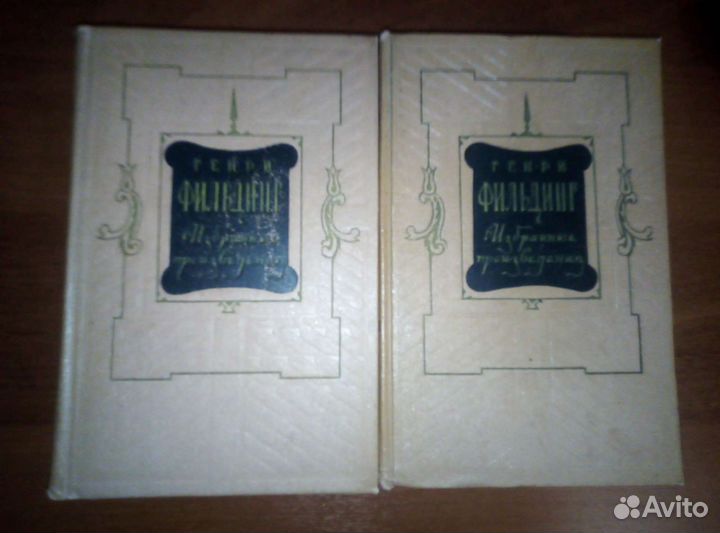 ГЕНРИ
ФИЛЬДИНГ
Избранные
произведения
ГЕНРИ
ФИЛЬДИНГ
Избранные
произведения
Avito